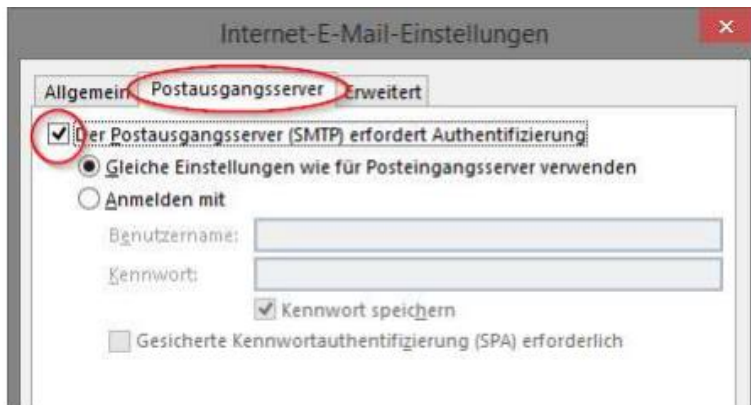 Internet-E-Mail-Einstellungen
Allgemein Postausgangsserver Erweitert
Der Postausgangsserver (SMTP) erfordert Authentifizierung
Gleiche Einstellungen wie für Posteingangsserver verwenden
Anmelden mit
Benutzername:
Kennwort:
Kennwort speichern
Gesicherte Kennwortauthentifizierung (SPA) erforderlich